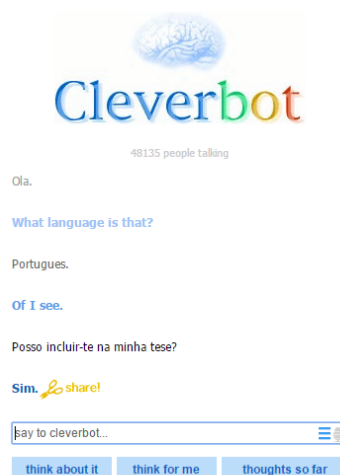 Cleverbot
48135 people talking
Ola.
What language is that?
Portugues.
Of I see.
Posso incluir-te na minha tese?
Sim. share!
say to cleverbot...
think about it think for me thoughts so far